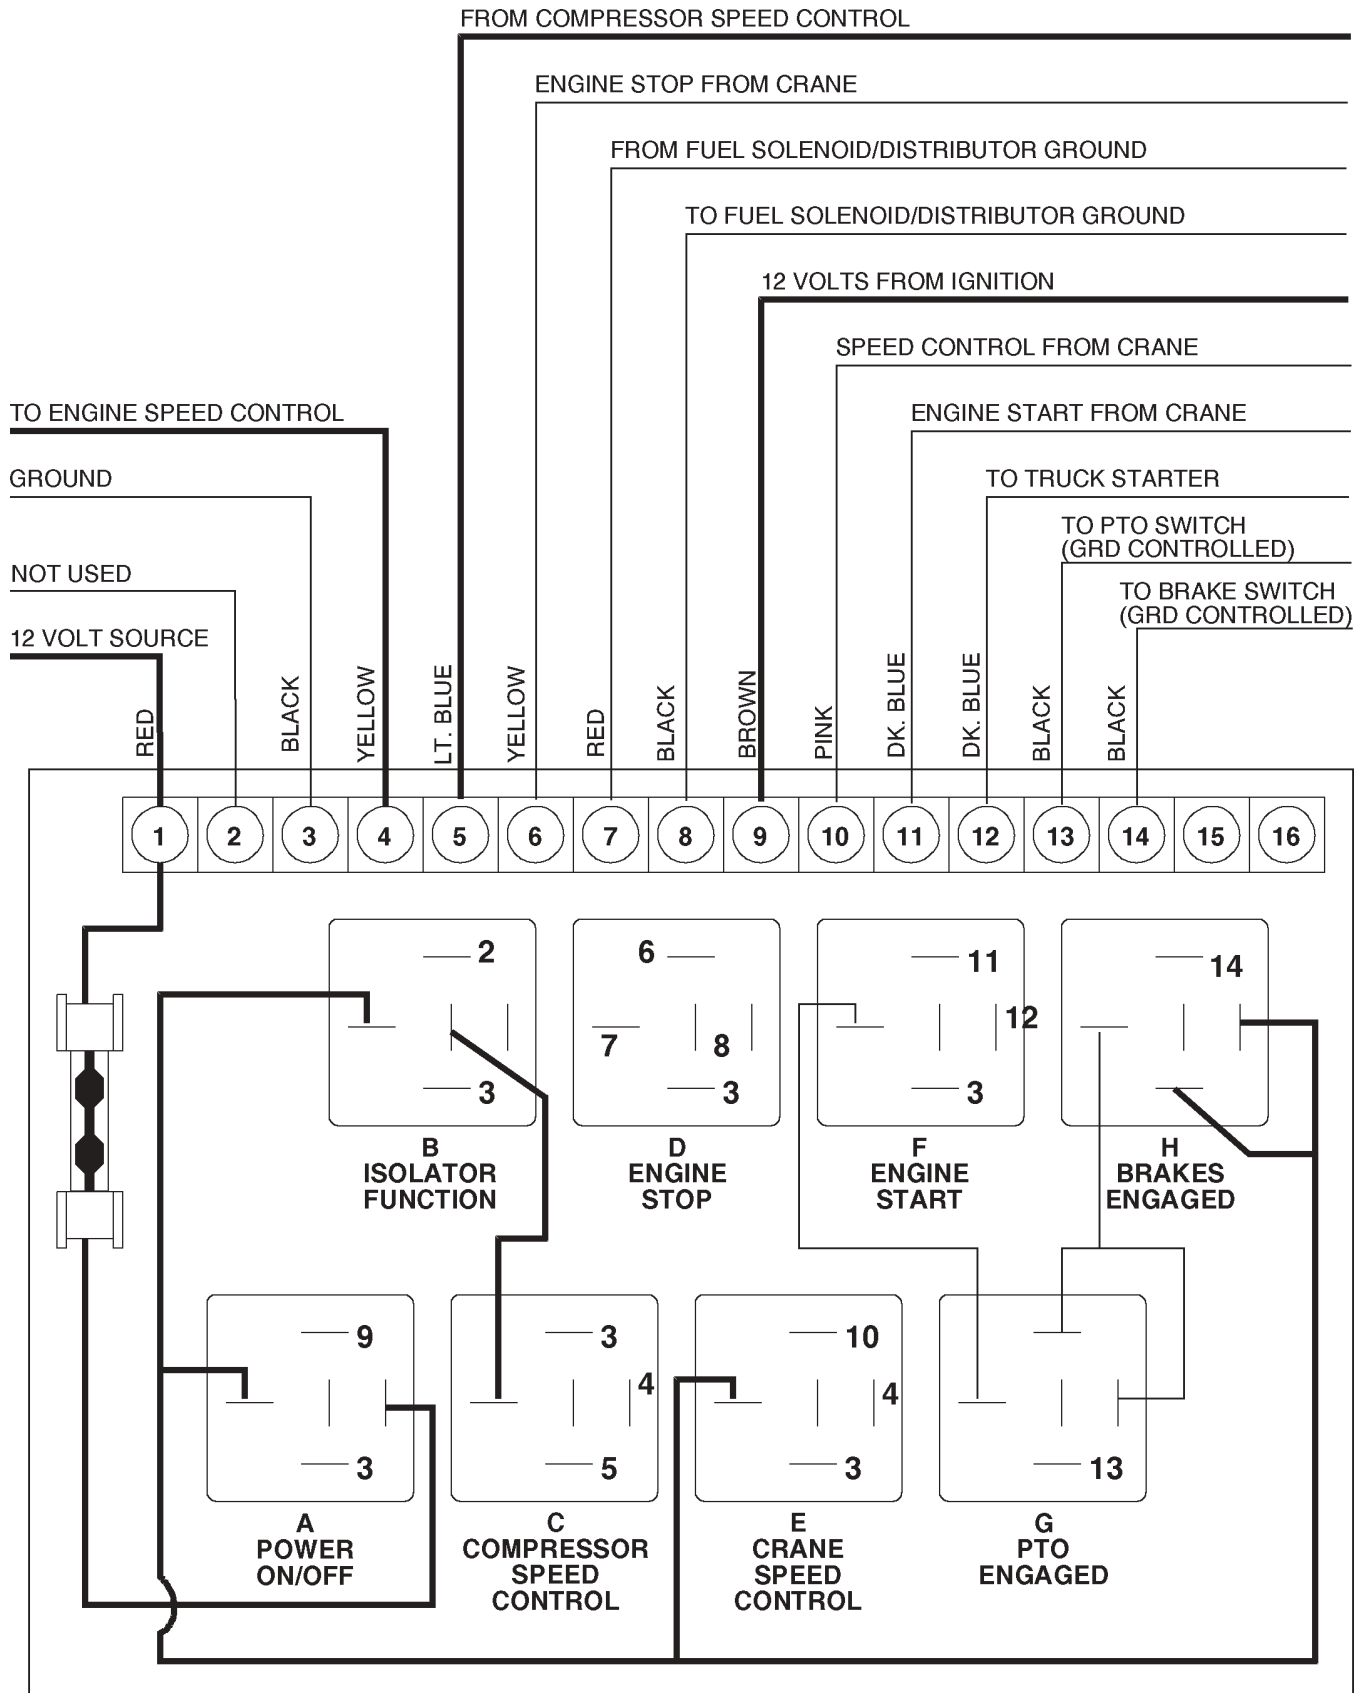 FROM COMPRESSOR SPEED CONTROL
ENGINE STOP FROM CRANE
FROM FUEL SOLENOID/DISTRIBUTOR GROUND
TO FUEL SOLENOID/DISTRIBUTOR GROUND
12 VOLTS FROM IGNITION
SPEED CONTROL FROM CRANE
TO ENGINE SPEED CONTROL
ENGINE START FROM CRANE
GROUND
TO TRUCK STARTER
TO PTO SWITCH
(GRD CONTROLLED)
NOT USED
TO BRAKE SWITCH
(GRD CONTROLLED)
12 VOLT SOURCE
RED
BLACK
YELLOW
LT. BLUE
YELLOW
RED
BLACK
BROWN
PINK
DK. BLUE
DK. BLUE
BLACK
BLACK
1 2 3 4 5 6 7 8 9 10 11 12 13 14 15 16
2
3
B
ISOLATOR
FUNCTION
6
7
8
3
D
ENGINE
STOP
11
12
3
F
ENGINE
START
14
H
BRAKES
ENGAGED
9
3
A
POWER
ON/OFF
3
4
5
C
COMPRESSOR
SPEED
CONTROL
10
4
3
E
CRANE
SPEED
CONTROL
13
G
PTO
ENGAGED